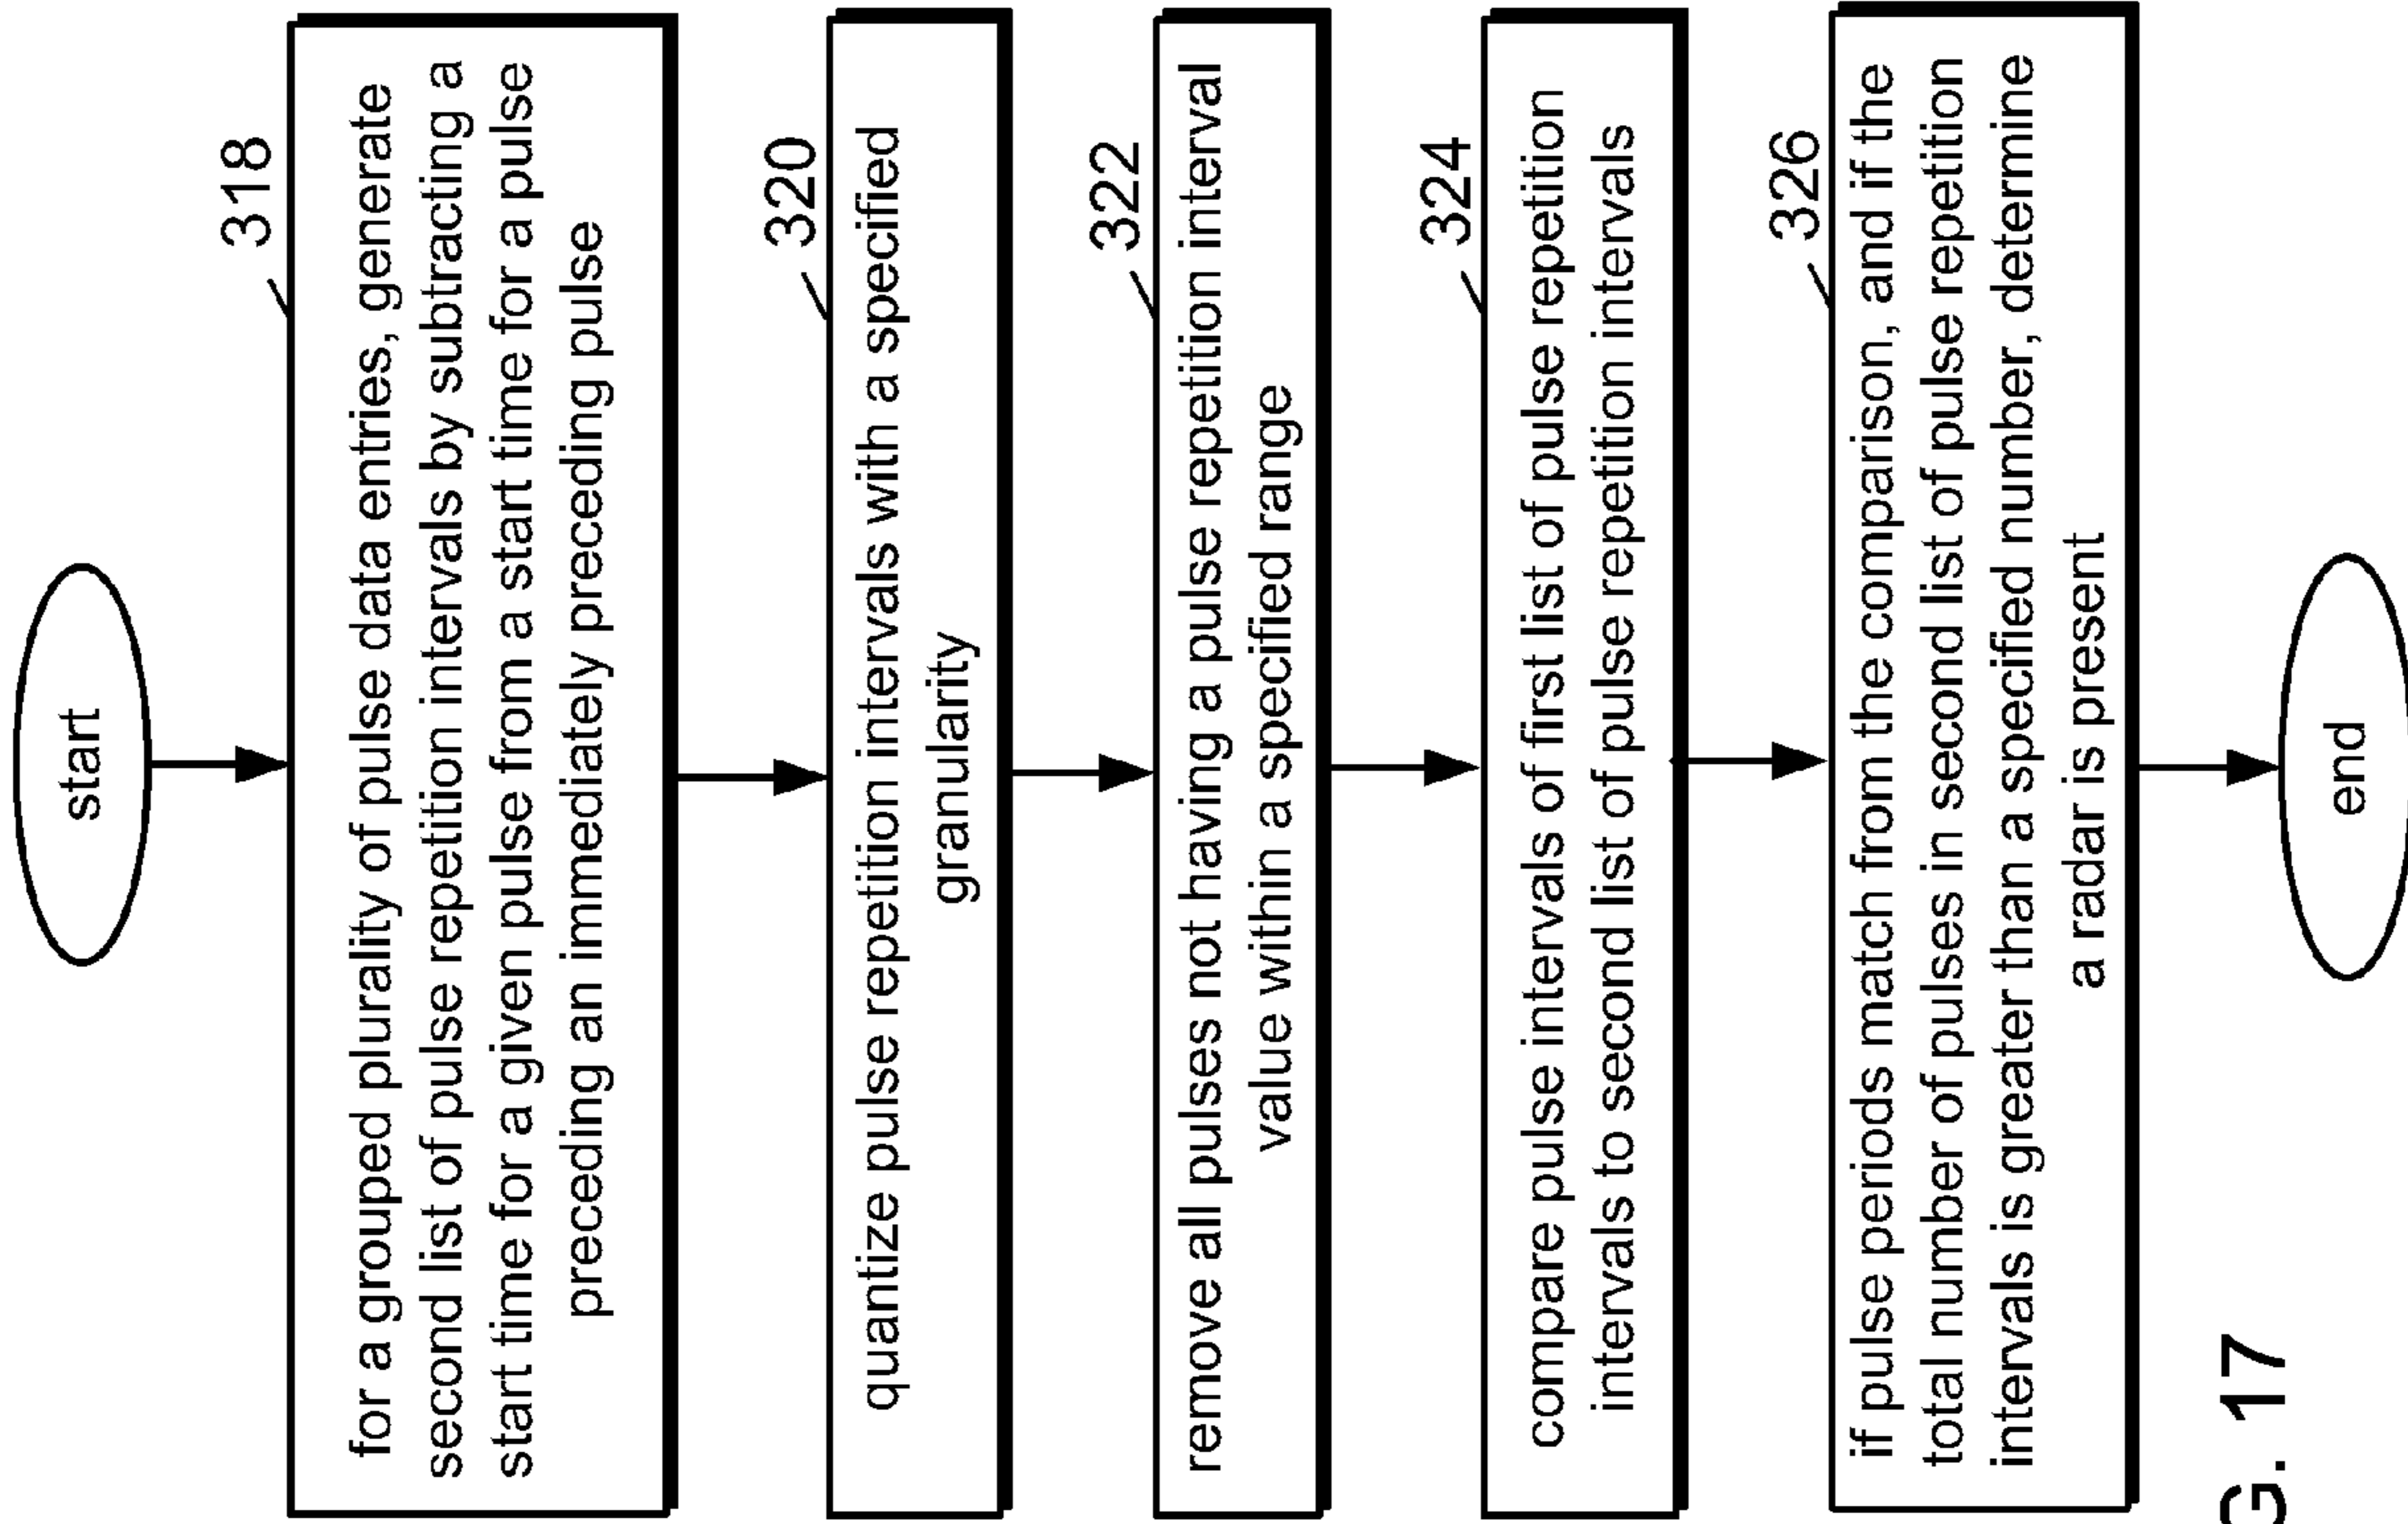 start
318
for a grouped plurality of pulse data entries, generate
second list of pulse repetition intervals by subtracting a
start time for a given pulse from a start time for a pulse
preceding an immediately preceding pulse
320
quantize pulse repetition intervals with a specified
granularity
322
remove all pulses not having a pulse repetition interval
value within a specified range
324
compare pulse intervals of first list of pulse repetition
intervals to second list of pulse repetition intervals
326
if pulse periods match from the comparison, and if the
total number of pulses in second list of pulse repetition
intervals is greater than a specified number, determine
a radar is present
end
G. 17